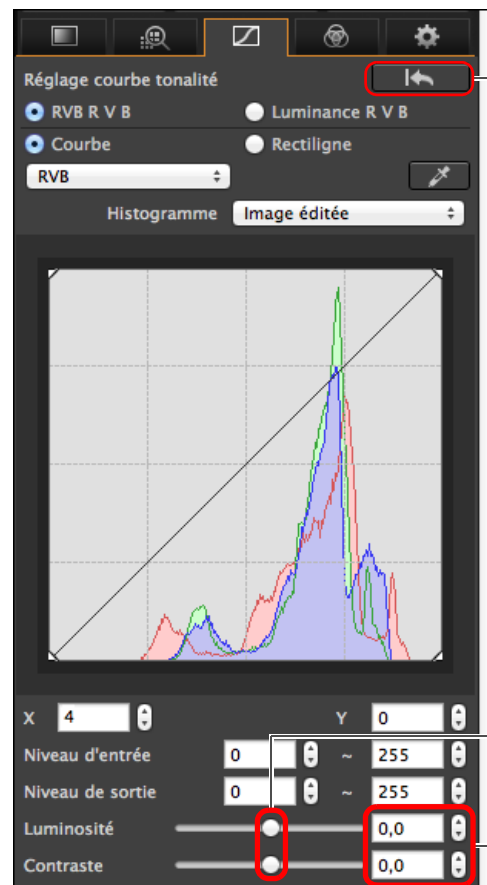 Réglage courbe tonalité
RVB R V B Luminance R V B
Courbe Rectiligne
RVB
Histogramme Image éditée
X 4 Y 0
Niveau d'entrée 0 ~ 255
Niveau de sortie 0 ~ 255
Luminosité 0,0
Contraste 0,0